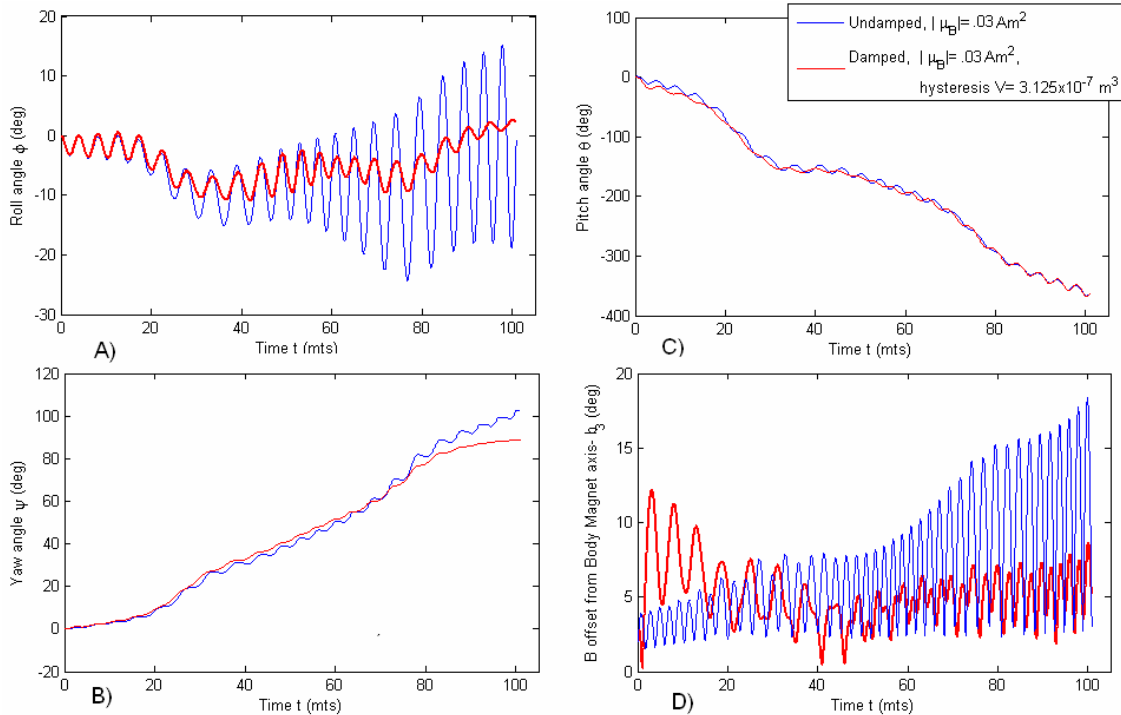 20
10
0
-10
-20
-30
Roll angle ϕ (deg)
0 20 40 60 80 100
A)
Time t (mts)
0
-100
-200
-300
-400
Pitch angle θ (deg)
0 20 40 60 80 100
C)
Time t (mts)
Undamped, | μB|= .03 Am²
Damped, | μB|= .03 Am²,
hysteresis V= 3.125x10⁻⁷ m³
120
100
80
60
40
20
0
-20
Yaw angle ψ (deg)
0 20 40 60 80 100
B)
Time t (mts)
20
15
10
5
0
B offset from Body Magnet axis- b3 (deg)
0 20 40 60 80 100
D)
Time t (mts)